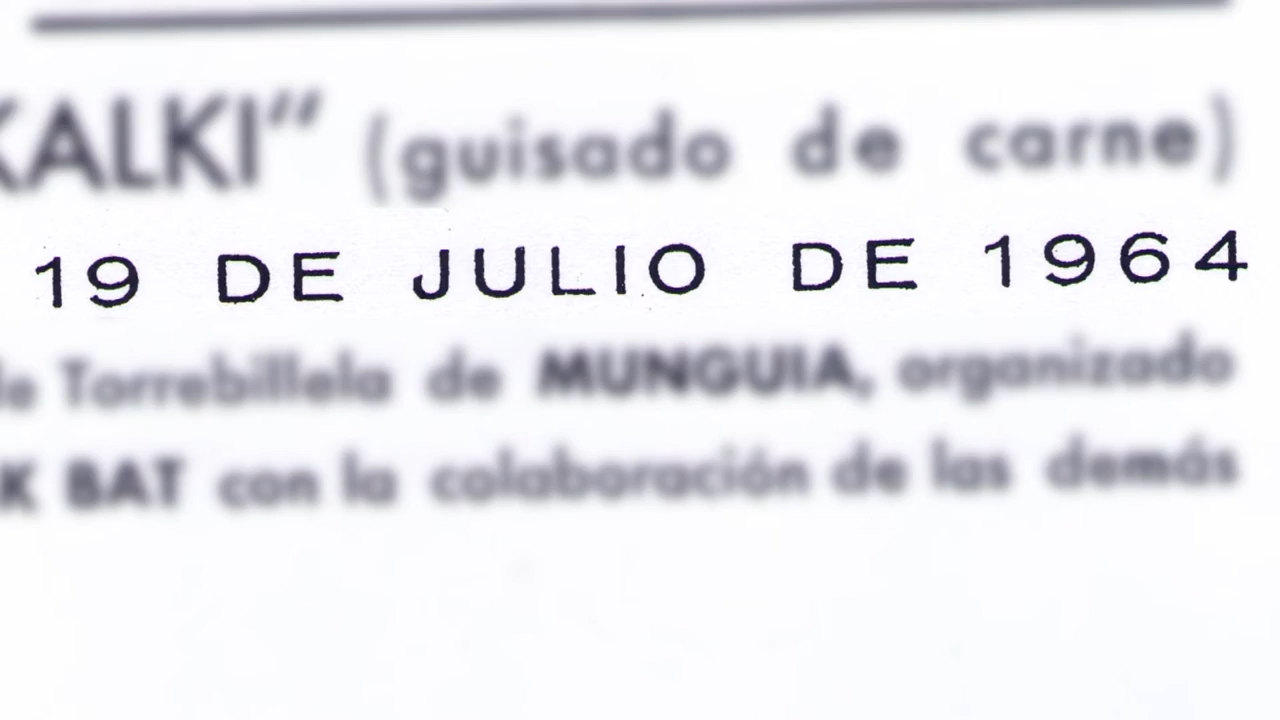 KALKI" (guisado de carne)
19 DE JULIO DE 1964
de Torrebillela de MUNGUIA, organizado
K BAT con la colaboración de las demás